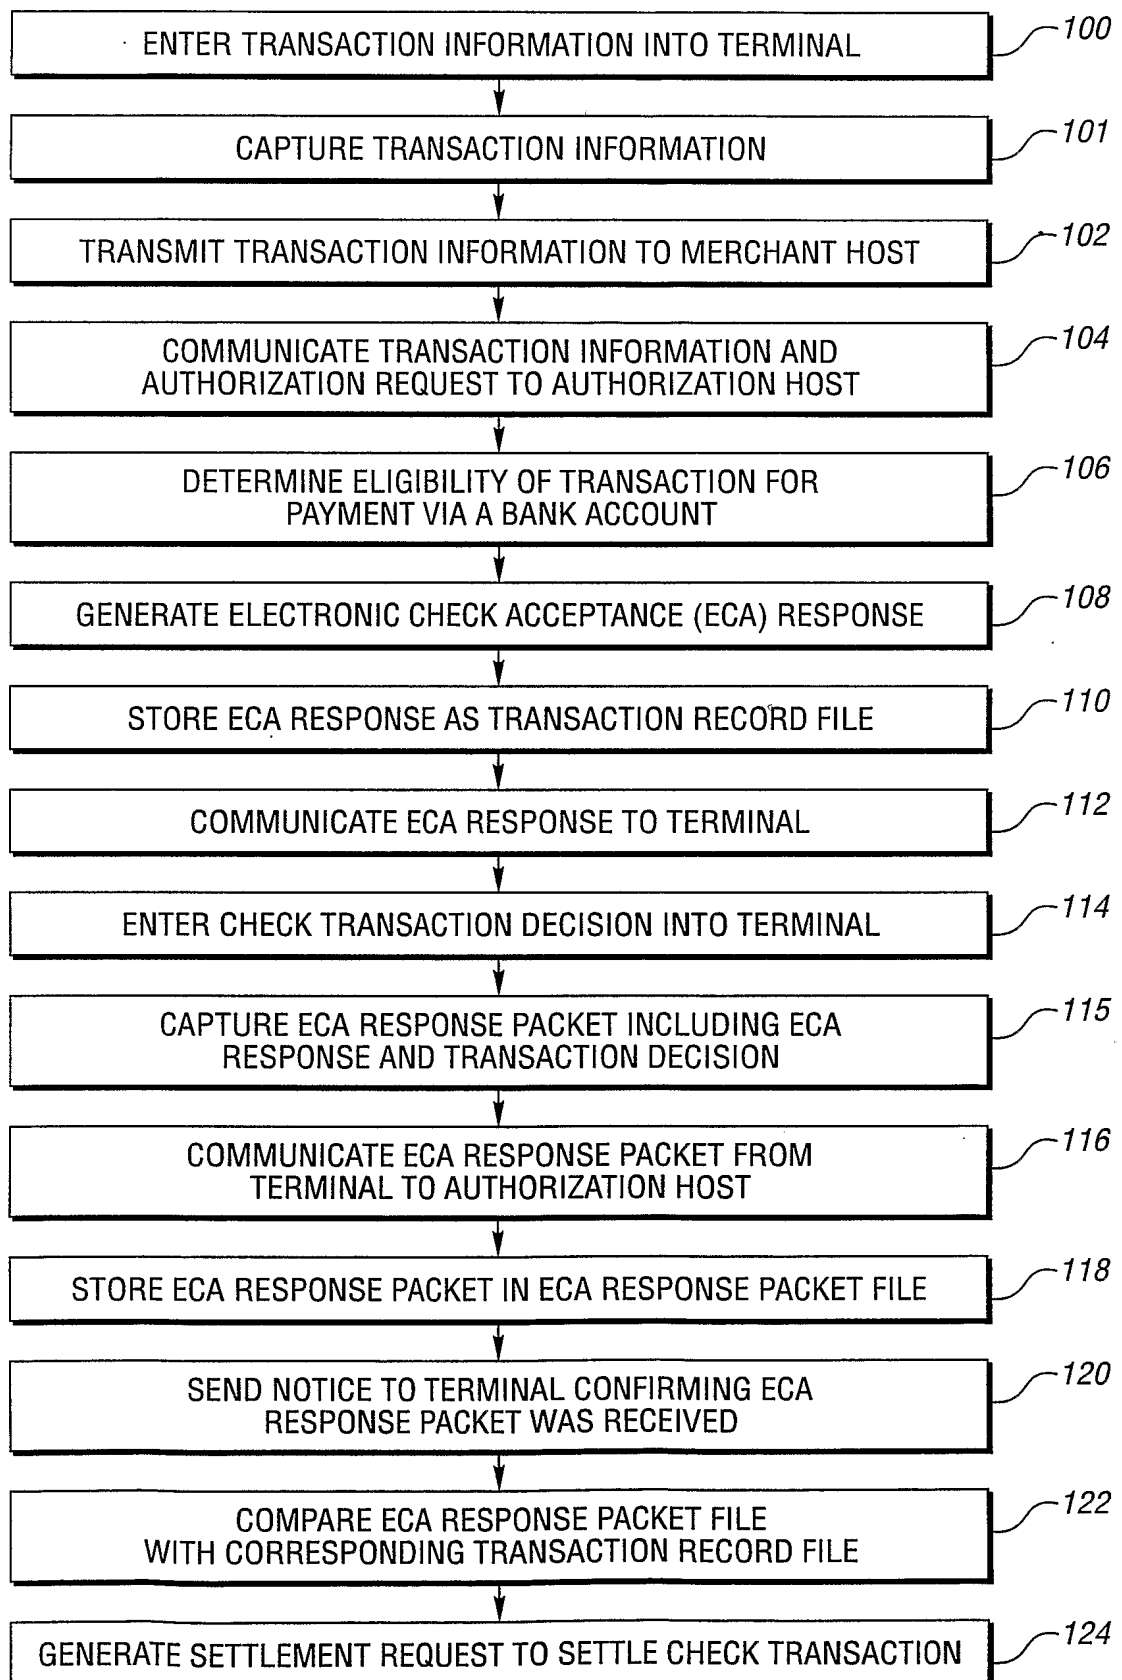 ENTER TRANSACTION INFORMATION INTO TERMINAL
100
CAPTURE TRANSACTION INFORMATION
101
TRANSMIT TRANSACTION INFORMATION TO MERCHANT HOST
102
COMMUNICATE TRANSACTION INFORMATION AND
AUTHORIZATION REQUEST TO AUTHORIZATION HOST
104
DETERMINE ELIGIBILITY OF TRANSACTION FOR
PAYMENT VIA A BANK ACCOUNT
106
GENERATE ELECTRONIC CHECK ACCEPTANCE (ECA) RESPONSE
108
STORE ECA RESPONSE AS TRANSACTION RECORD FILE
110
COMMUNICATE ECA RESPONSE TO TERMINAL
112
ENTER CHECK TRANSACTION DECISION INTO TERMINAL
114
CAPTURE ECA RESPONSE PACKET INCLUDING ECA
RESPONSE AND TRANSACTION DECISION
115
COMMUNICATE ECA RESPONSE PACKET FROM
TERMINAL TO AUTHORIZATION HOST
116
STORE ECA RESPONSE PACKET IN ECA RESPONSE PACKET FILE
118
SEND NOTICE TO TERMINAL CONFIRMING ECA
RESPONSE PACKET WAS RECEIVED
120
COMPARE ECA RESPONSE PACKET FILE
WITH CORRESPONDING TRANSACTION RECORD FILE
122
GENERATE SETTLEMENT REQUEST TO SETTLE CHECK TRANSACTION
124